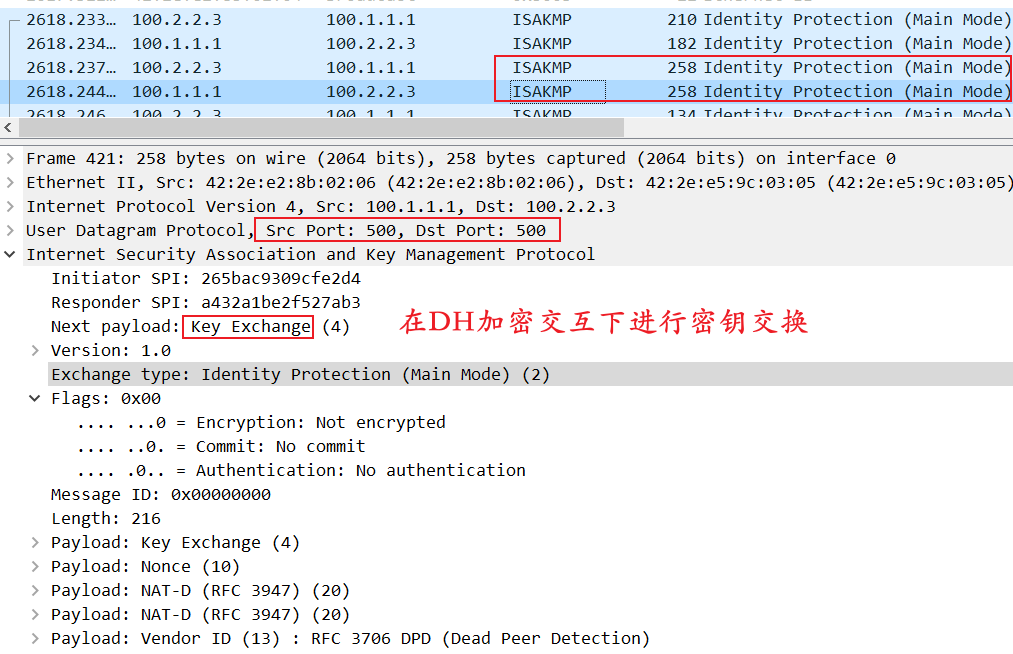 2618.233… 100.2.2.3 100.1.1.1 ISAKMP 210 Identity Protection (Main Mode)
2618.234… 100.1.1.1 100.2.2.3 ISAKMP 182 Identity Protection (Main Mode)
2618.237… 100.2.2.3 100.1.1.1 ISAKMP 258 Identity Protection (Main Mode)
2618.244… 100.1.1.1 100.2.2.3 ISAKMP 258 Identity Protection (Main Mode)
2618.246… 100.2.2.3 100.1.1.1 ISAKMP 134 Identity Protection (Main Mode)
Frame 421: 258 bytes on wire (2064 bits), 258 bytes captured (2064 bits) on interface 0
Ethernet II, Src: 42:2e:e2:8b:02:06 (42:2e:e2:8b:02:06), Dst: 42:2e:e5:9c:03:05 (42:2e:e5:9c:03:05)
Internet Protocol Version 4, Src: 100.1.1.1, Dst: 100.2.2.3
User Datagram Protocol, Src Port: 500, Dst Port: 500
Internet Security Association and Key Management Protocol
Initiator SPI: 265bac9309cfe2d4
Responder SPI: a432a1be2f527ab3
Next payload: Key Exchange (4)
在DH加密交互下进行密钥交换
Version: 1.0
Exchange type: Identity Protection (Main Mode) (2)
Flags: 0x00
.... ...0 = Encryption: Not encrypted
.... ..0. = Commit: No commit
.... .0.. = Authentication: No authentication
Message ID: 0x00000000
Length: 216
Payload: Key Exchange (4)
Payload: Nonce (10)
Payload: NAT-D (RFC 3947) (20)
Payload: NAT-D (RFC 3947) (20)
Payload: Vendor ID (13) : RFC 3706 DPD (Dead Peer Detection)